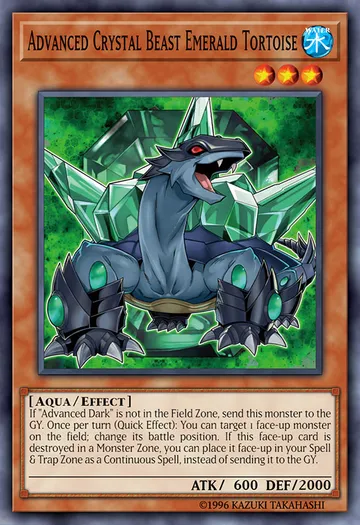 ADVANCED CRYSTAL BEAST EMERALD TORTOISE
WATER
水
[AQUA/EFFECT]
If "Advanced Dark" is not in the Field Zone, send this monster to the
GY. Once per turn (Quick Effect): You can target 1 face-up monster
on the field; change its battle position. If this face-up card is
destroyed in a Monster Zone, you can place it face-up in your Spell
& Trap Zone as a Continuous Spell, instead of sending it to the GY.
ATK/ 600 DEF/2000
©1996 KAZUKI TAKAHASHI